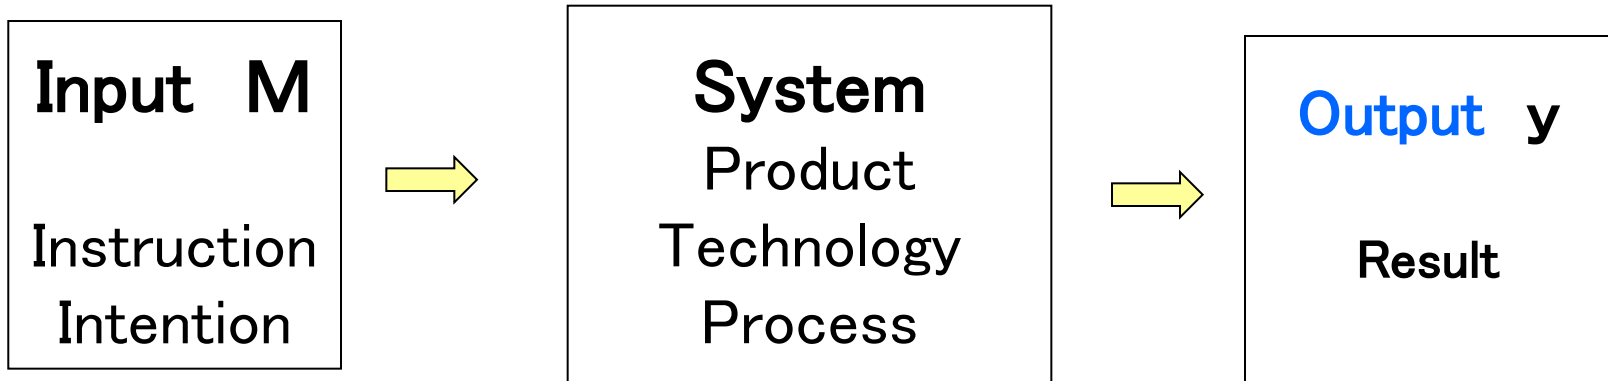 Input M
Instruction
Intention
System
Product
Technology
Process
Output y
Result